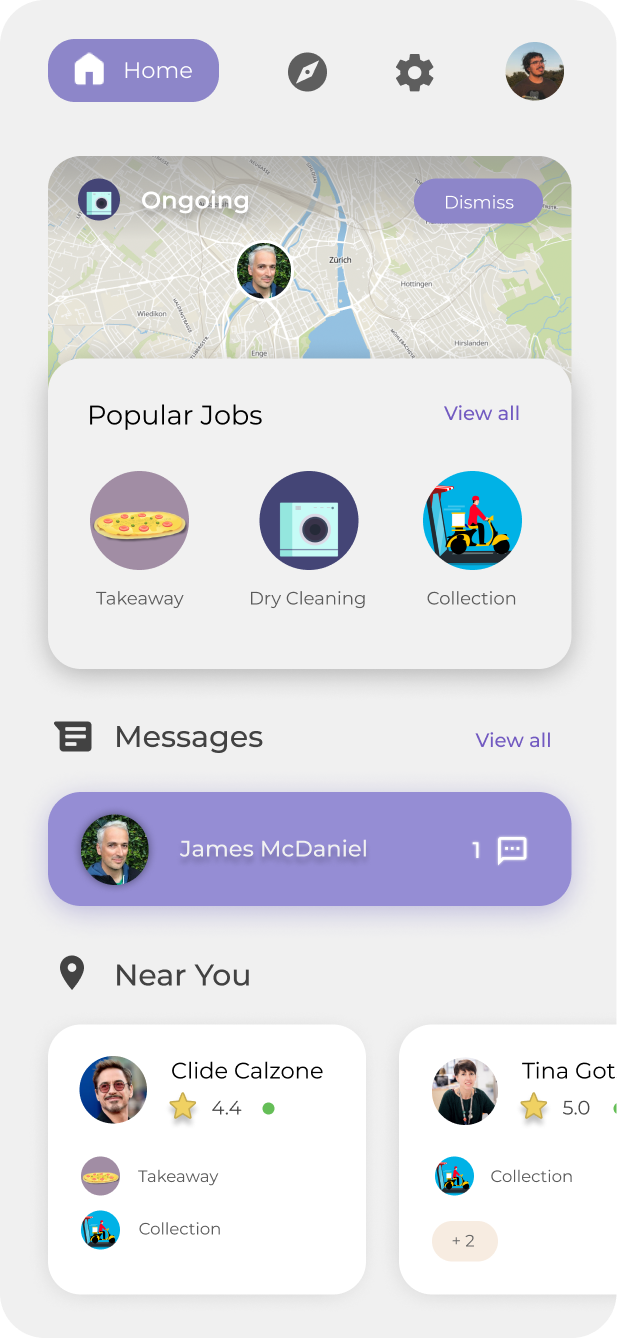 Home
Ongoing
Dismiss
Zürich
Hottingen
Wiedikon
Hirslanden
Enge
Popular Jobs
View all
Takeaway
Dry Cleaning
Collection
Messages
View all
James McDaniel
1
Near You
Clide Calzone
4.4
Takeaway
Collection
Tina Got
5.0
Collection
+ 2